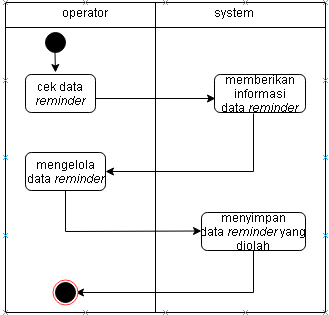 operator
system
cek data
reminder
memberikan
informasi
data reminder
mengelola
data reminder
menyimpan
data reminder yang
diolah